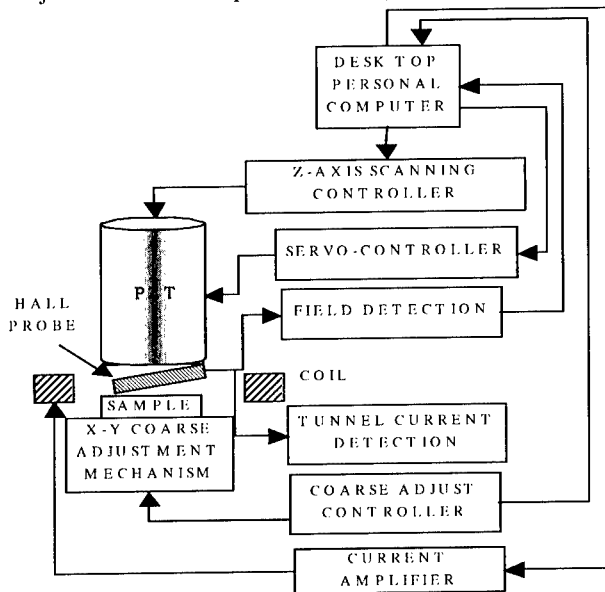 DESK TOP
PERSONAL
COMPUTER
Z-AXIS SCANNING
CONTROLLER
SERVO-CONTROLLER
FIELD DETECTION
HALL
PROBE
COIL
SAMPLE
X-Y COARSE
ADJUSTMENT
MECHANISM
TUNNEL CURRENT
DETECTION
COARSE ADJUST
CONTROLLER
CURRENT
AMPLIFIER